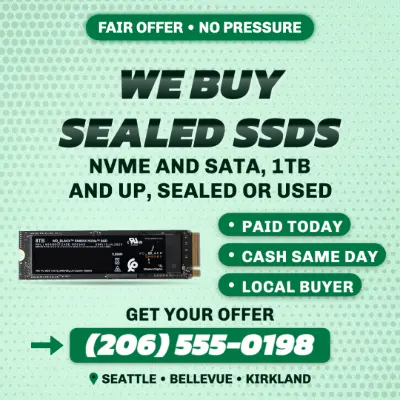 FAIR OFFER • NO PRESSURE
WE BUY
SEALED SSDS
NVME AND SATA, 1TB
AND UP, SEALED OR USED
8TB
• PAID TODAY
• CASH SAME DAY
• LOCAL BUYER
GET YOUR OFFER
(206) 555-0198
SEATTLE • BELLEVUE • KIRKLAND